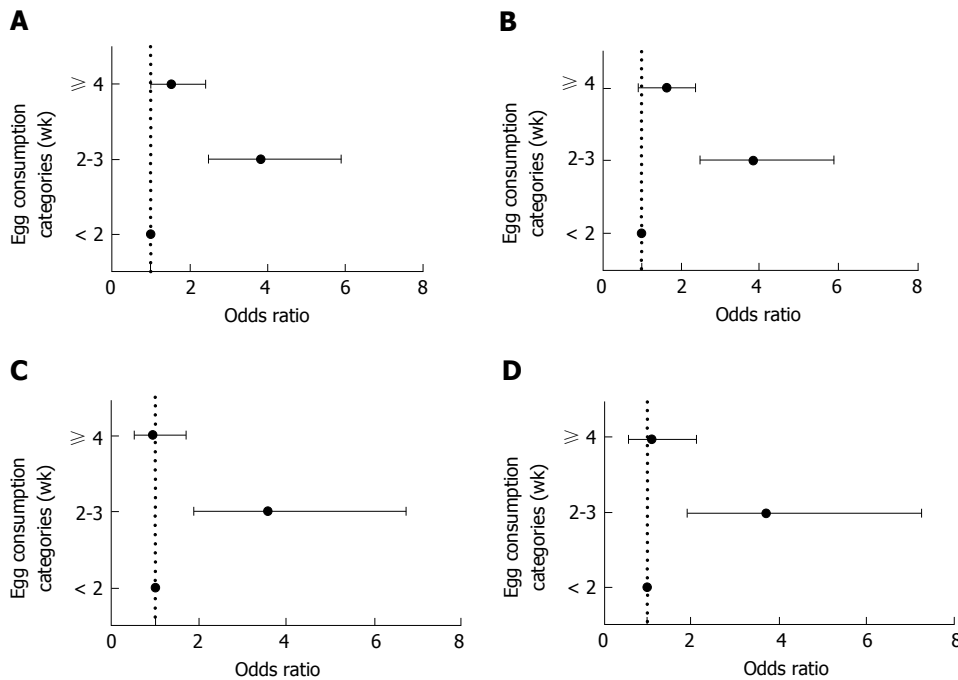 A
Egg consumption
categories (wk)
⩾ 4
2-3
< 2
0 2 4 6 8
Odds ratio
B
Egg consumption
categories (wk)
⩾ 4
2-3
< 2
0 2 4 6 8
Odds ratio
C
Egg consumption
categories (wk)
⩾ 4
2-3
< 2
0 2 4 6 8
Odds ratio
D
Egg consumption
categories (wk)
⩾ 4
2-3
< 2
0 2 4 6 8
Odds ratio